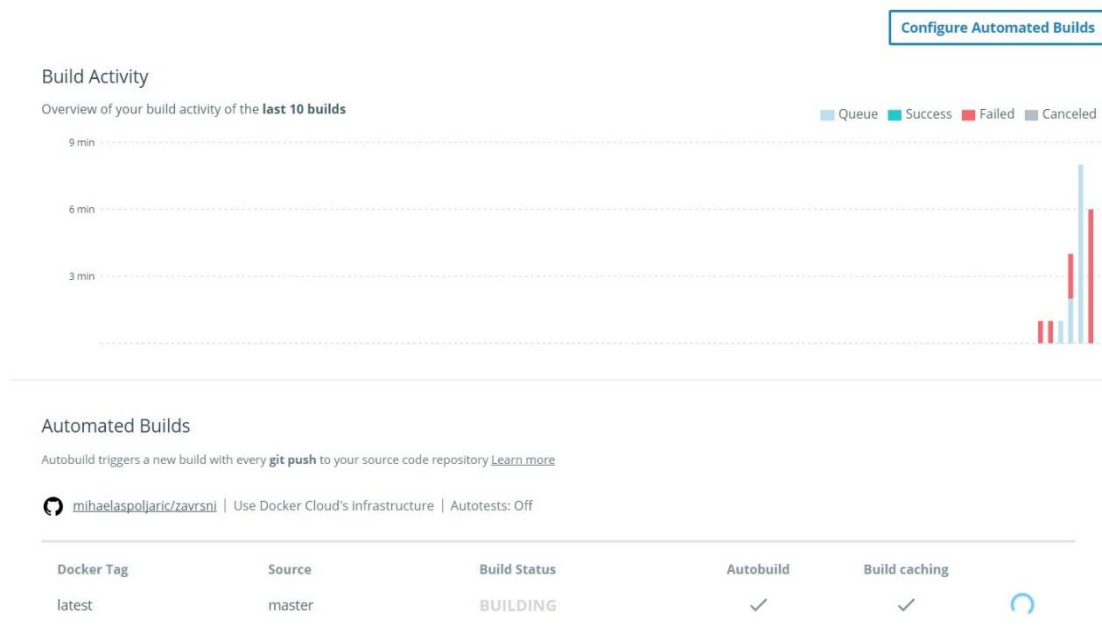 Configure Automated Builds
Build Activity
Overview of your build activity of the last 10 builds
Queue Success Failed Canceled
9 min
6 min
3 min
Automated Builds
Autobuild triggers a new build with every git push to your source code repository Learn more
mihaelaspoljaric/zavrsni | Use Docker Cloud's infrastructure | Autotests: Off
Docker Tag Source Build Status Autobuild Build caching
latest master BUILDING